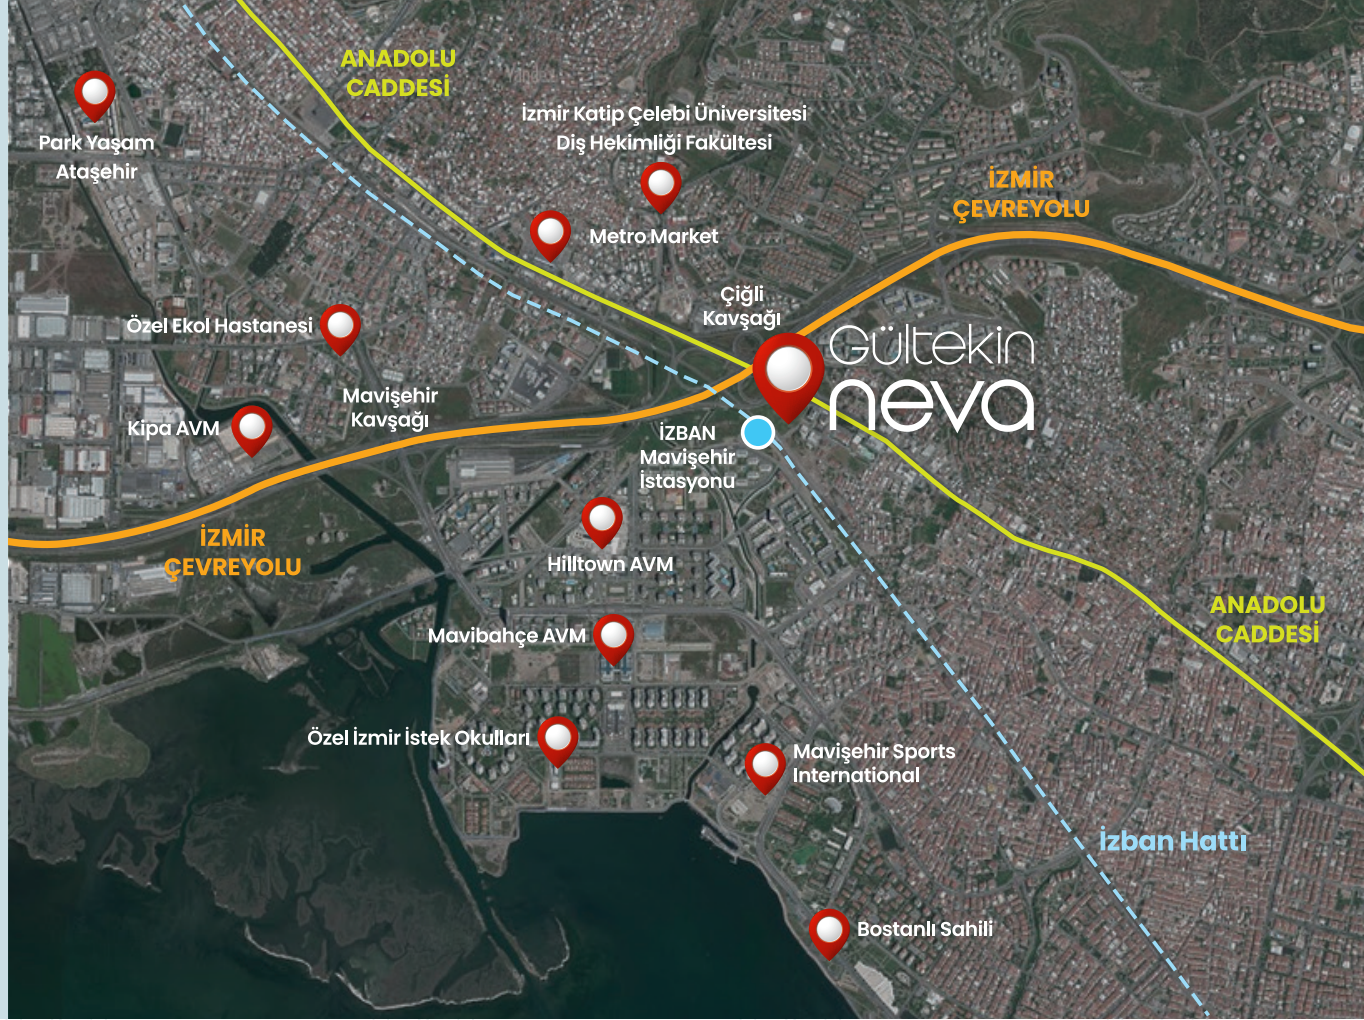 ANADOLU
CADDESİ
Park Yaşam
Ataşehir
İzmir Katip Çelebi Üniversitesi
Diş Hekimliği Fakültesi
İZMİR
ÇEVREYOLU
Metro Market
Çiğli
Kavşağı
Özel Ekol Hastanesi
Gültekin
neva
Mavişehir
Kavşağı
Kipa AVM
İZBAN
Mavişehir
İstasyonu
İZMİR
ÇEVREYOLU
Hilltown AVM
ANADOLU
CADDESİ
Mavibahçe AVM
Özel İzmir İstek Okulları
Mavişehir Sports
International
İzban Hattı
Bostanlı Sahili